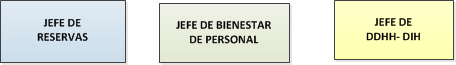 JEFE DE
RESERVAS
JEFE DE BIENESTAR
DE PERSONAL
JEFE DE
DDHH- DIH